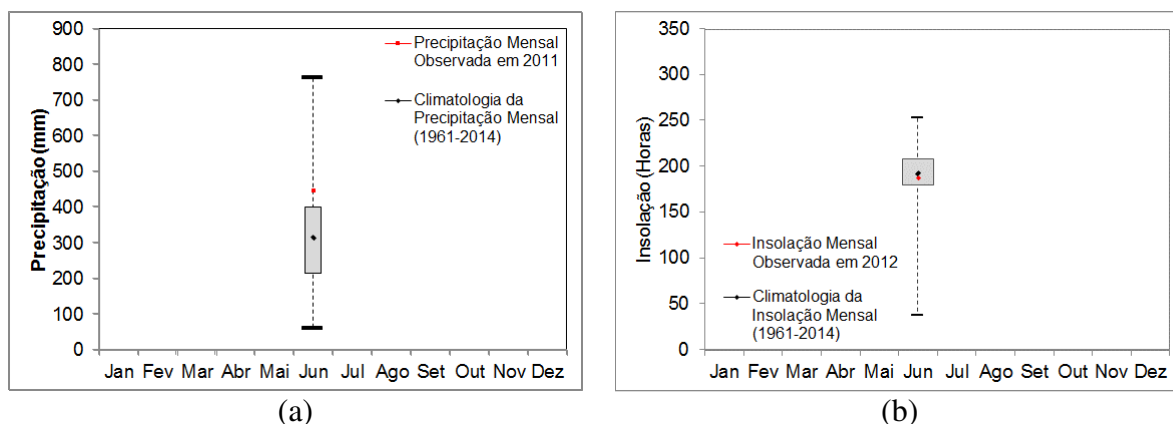 Precipitação (mm)
900
800
700
600
500
400
300
200
100
0
Precipitação Mensal
Observada em 2011
Climatologia da
Precipitação Mensal
(1961-2014)
Jan Fev Mar Abr Mai Jun Jul Ago Set Out Nov Dez
(a)
Insolação (Horas)
350
300
250
200
150
100
50
0
Insolação Mensal
Observada em 2012
Climatologia da
Insolação Mensal
(1961-2014)
Jan Fev Mar Abr Mai Jun Jul Ago Set Out Nov Dez
(b)